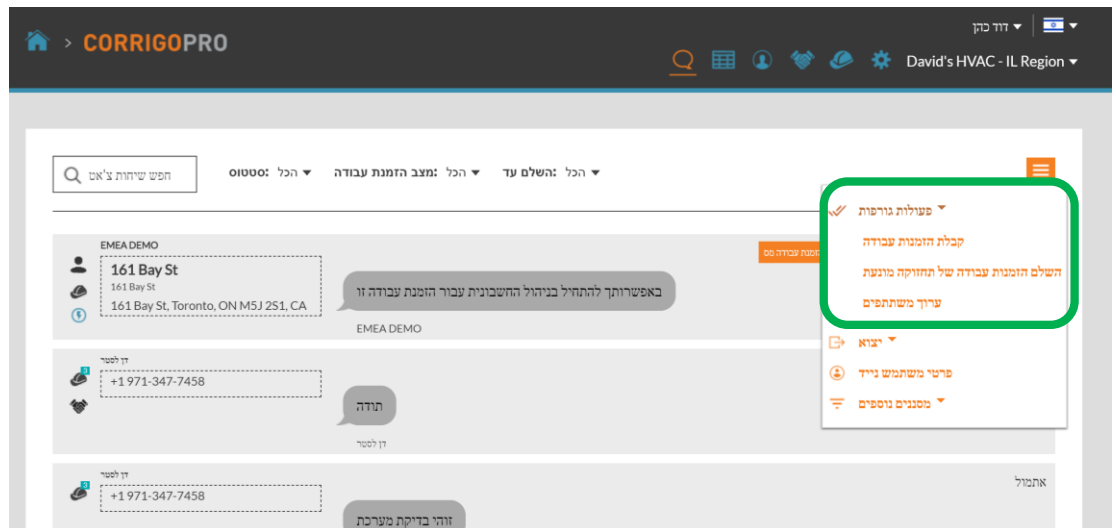 דוד כהן
> CORRIGOPRO
David's HVAC - IL Region
חפש שיחות צ'אט
סטטוס: הכל
מצב הזמנת עבודה: הכל
השלם עד: הכל
פעולות גורפות
קבלת הזמנות עבודה
השלם הזמנות עבודה של תחזוקה מונעת
ערוך משתתפים
יצוא
פרטי משתמש נייד
מסננים נוספים
EMEA DEMO
161 Bay St
161 Bay St
161 Bay St, Toronto, ON M5J 2S1, CA
באפשרותך להתחיל בניהול החשבונית עבור הזמנת עבודה זו
EMEA DEMO
הזמנת עבודה מס
דן לסטר
+1 971-347-7458
תודה
דן לסטר
דן לסטר
+1 971-347-7458
זוהי בדיקת מערכת
אתמול